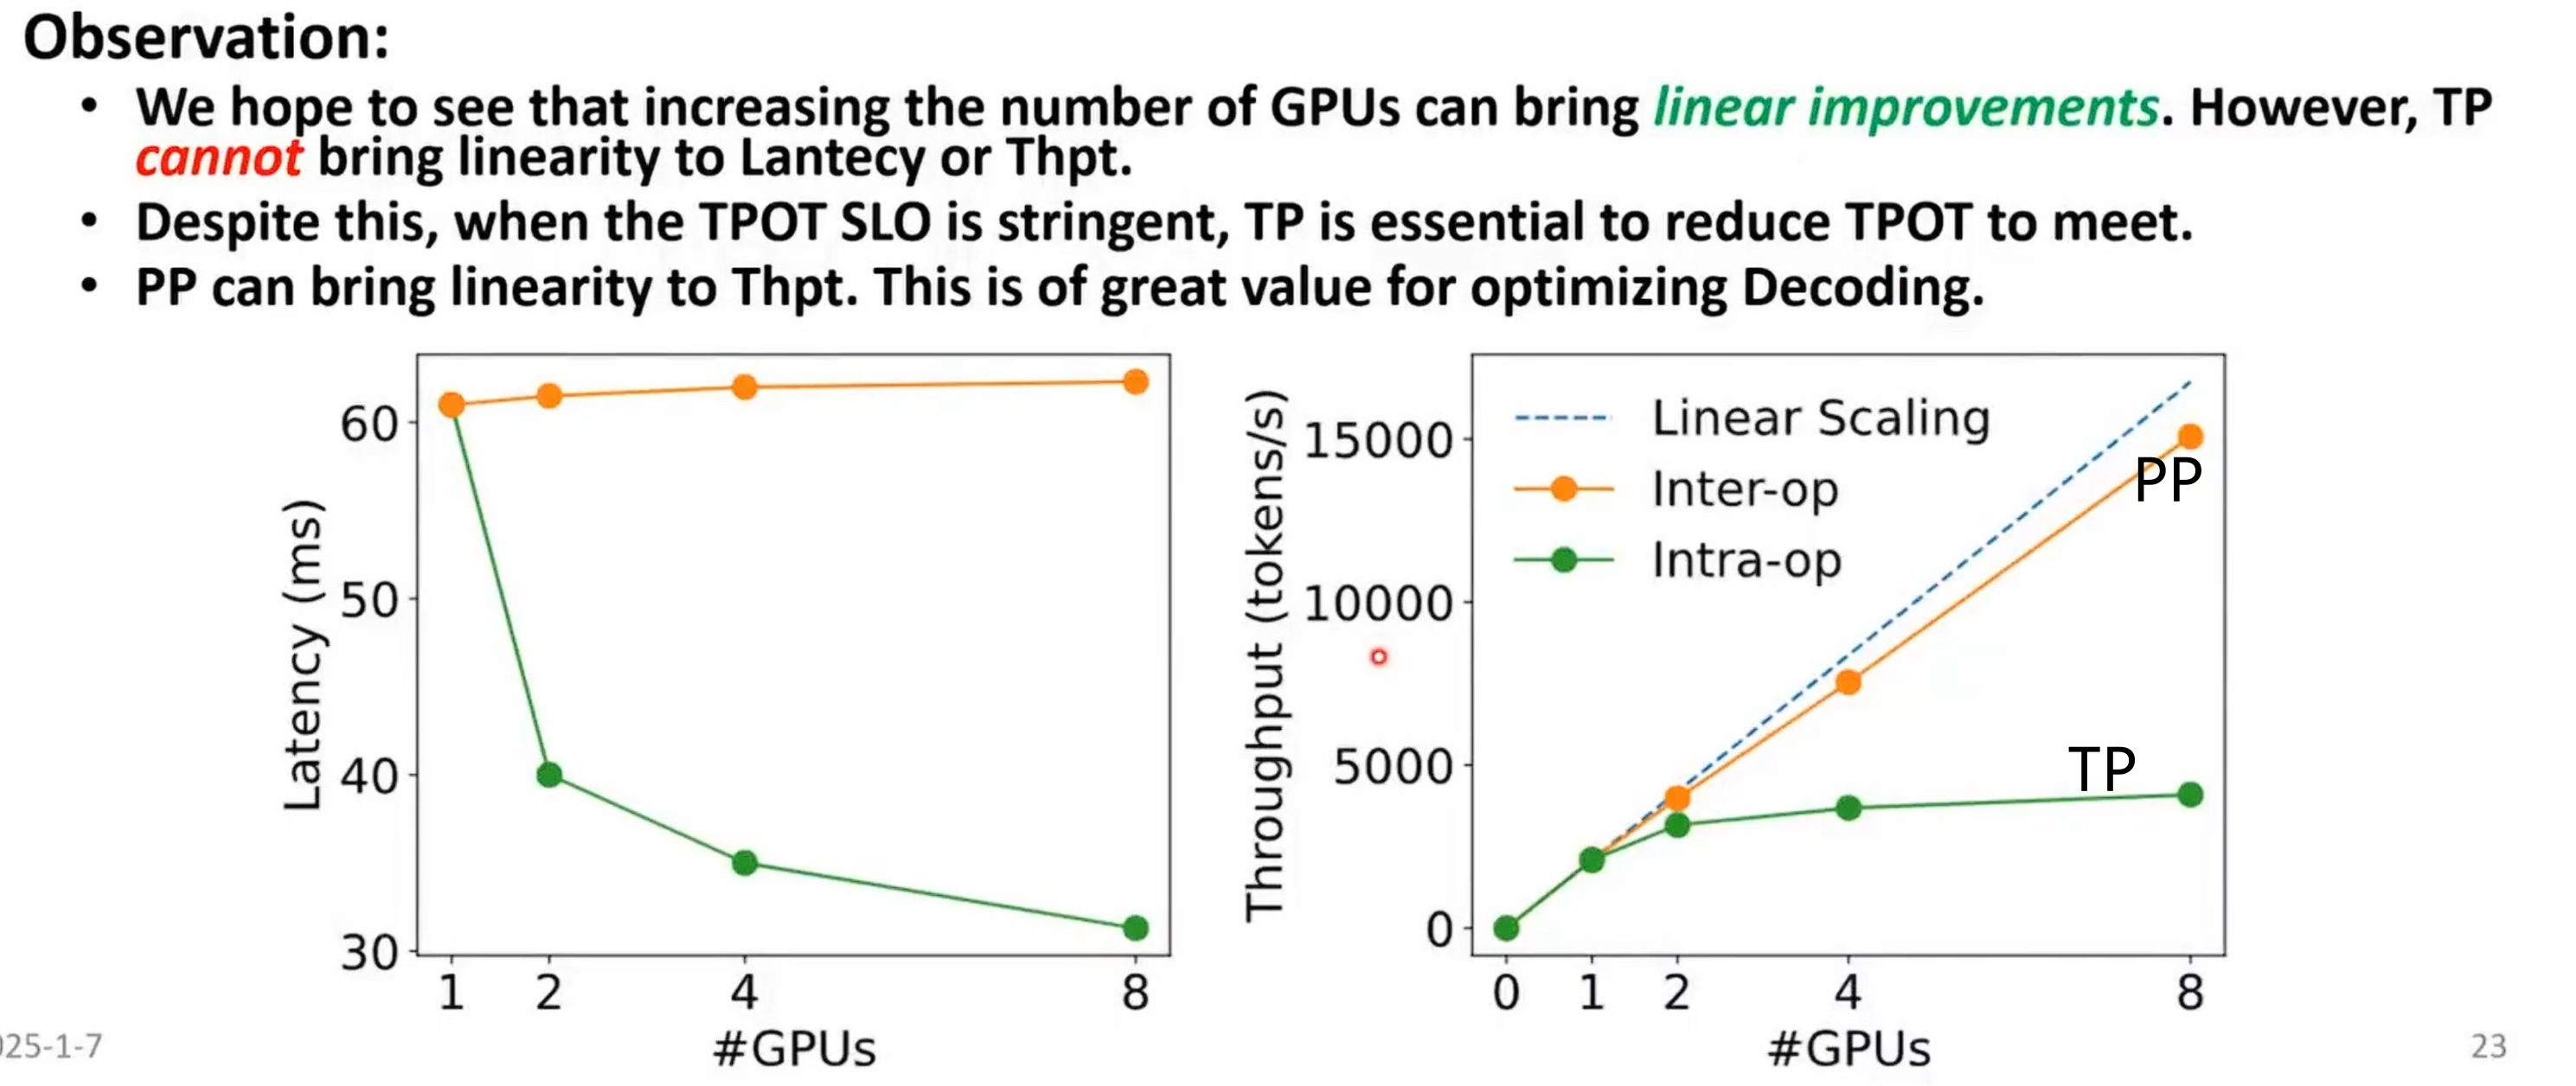 Observation:
• We hope to see that increasing the number of GPUs can bring linear improvements. However, TP
cannot bring linearity to Lantecy or Thpt.
• Despite this, when the TPOT SLO is stringent, TP is essential to reduce TPOT to meet.
• PP can bring linearity to Thpt. This is of great value for optimizing Decoding.
Latency (ms)
60
50
40
30
1 2 4 8
#GPUs
Throughput (tokens/s)
15000
10000
5000
0
Linear Scaling
Inter-op
Intra-op
PP
TP
0 1 2 4 8
#GPUs
025-1-7
23